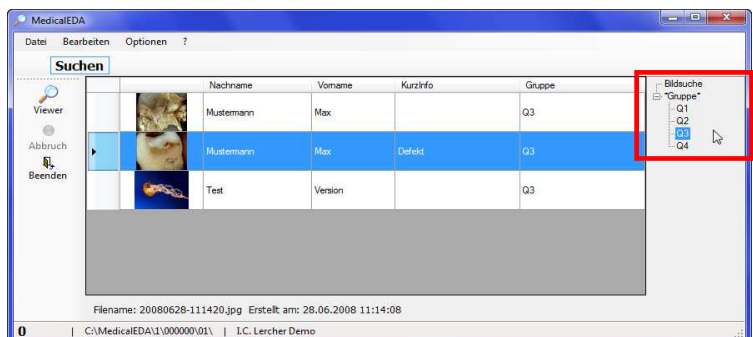 MedicalEDA
Datei Bearbeiten Optionen ?
Suchen
Viewer
Abbruch
Beenden
Nachname Vorname KurzInfo Gruppe
Mustermann Max Q3
Mustermann Max Defekt Q3
Test Version Q3
Bildsuche
*Gruppe*
Q1
Q2
Q3
Q4
Filename: 20080628-111420.jpg Erstellt am: 28.06.2008 11:14:08
0 | C:\MedicalEDA\1\000000\01\ | I.C. Lercher Demo